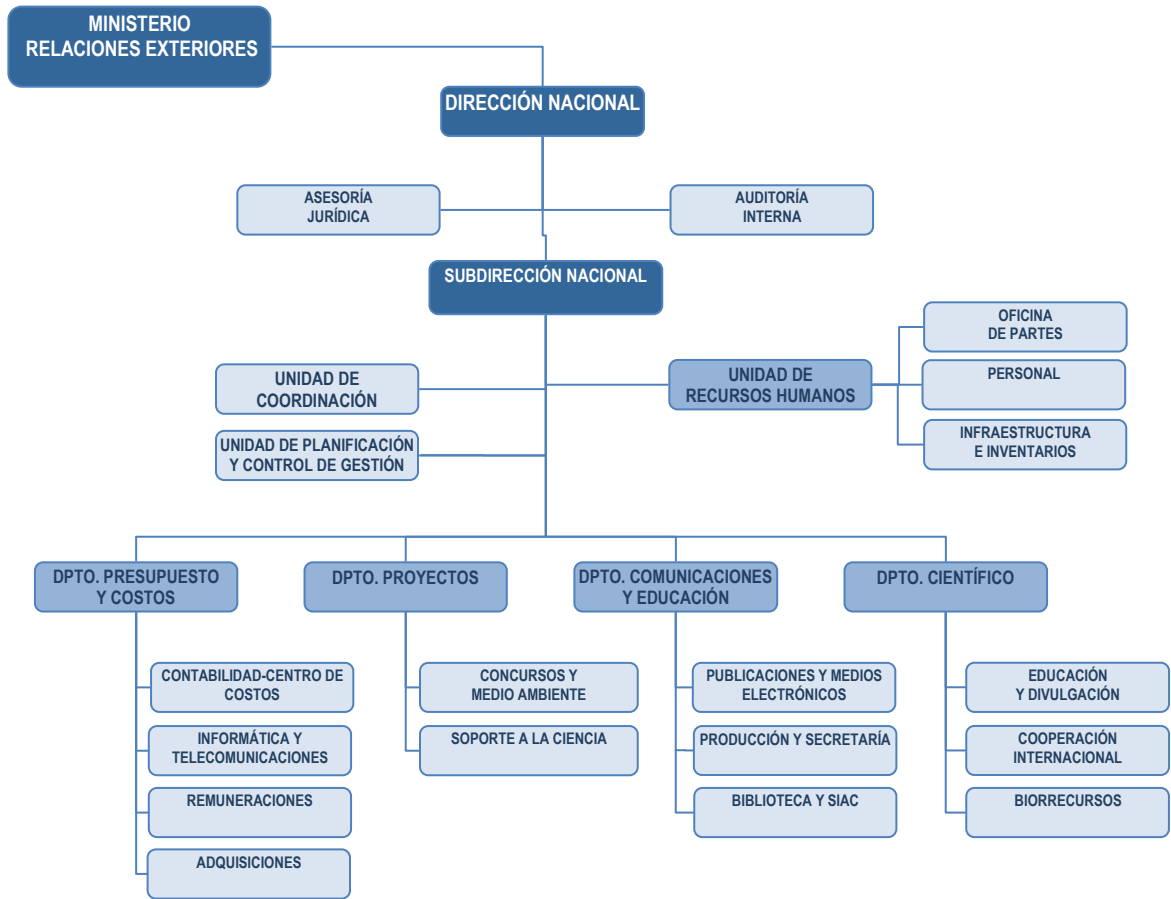 MINISTERIO
RELACIONES EXTERIORES
DIRECCIÓN NACIONAL
ASESORÍA
JURÍDICA
AUDITORÍA
INTERNA
SUBDIRECCIÓN NACIONAL
OFICINA
DE PARTES
UNIDAD DE
COORDINACIÓN
UNIDAD DE
RECURSOS HUMANOS
PERSONAL
UNIDAD DE PLANIFICACIÓN
Y CONTROL DE GESTIÓN
INFRAESTRUCTURA
E INVENTARIOS
DPTO. PRESUPUESTO
Y COSTOS
DPTO. PROYECTOS
DPTO. COMUNICACIONES
Y EDUCACIÓN
DPTO. CIENTÍFICO
CONTABILIDAD-CENTRO DE
COSTOS
INFORMÁTICA Y
TELECOMUNICACIONES
REMUNERACIONES
ADQUISICIONES
CONCURSOS Y
MEDIO AMBIENTE
SOPORTE A LA CIENCIA
PUBLICACIONES Y MEDIOS
ELECTRÓNICOS
PRODUCCIÓN Y SECRETARÍA
BIBLIOTECA Y SIAC
EDUCACIÓN
Y DIVULGACIÓN
COOPERACIÓN
INTERNACIONAL
BIORRECURSOS